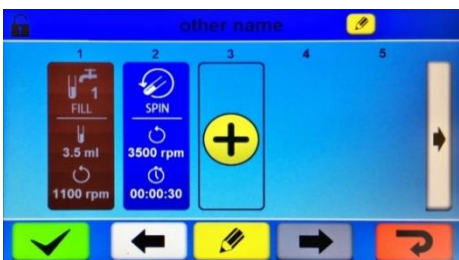 other name
1 2 3 4 5
1
FILL
3.5 ml
1100 rpm
SPIN
3500 rpm
00:00:30